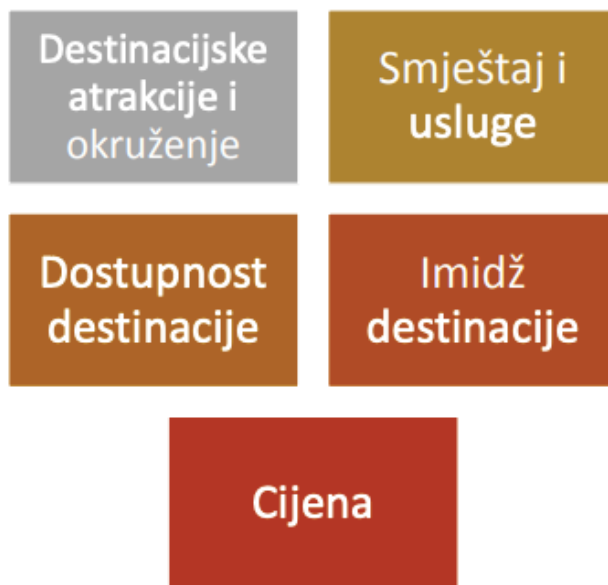 Destinacijske
atrakcije i
okruženje
Smještaj i
usluge
Dostupnost
destinacije
Imidž
destinacije
Cijena